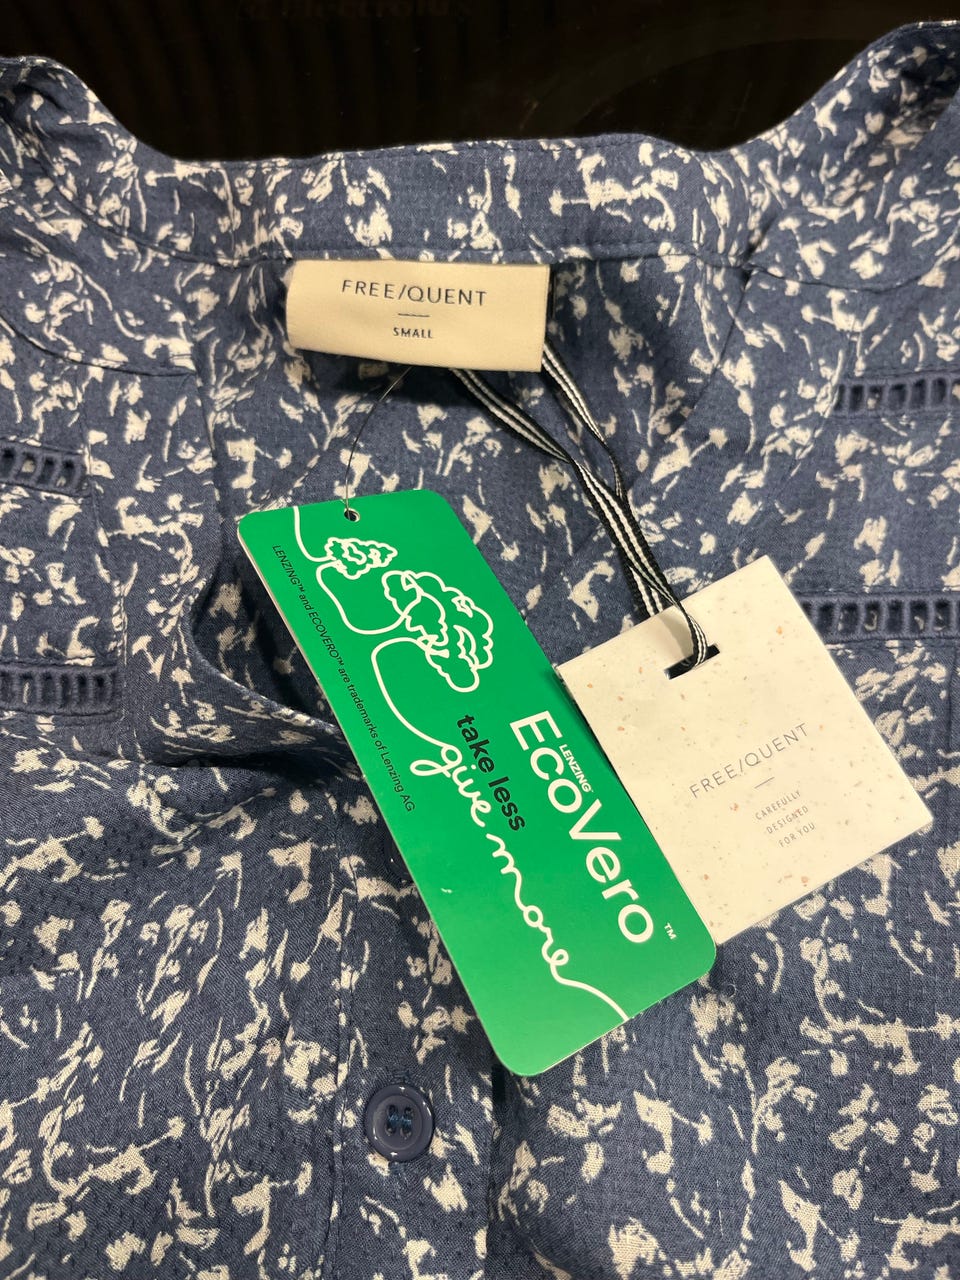 FREE/QUENT
SMALL
LENZING™ and ECOVERO™ are trademarks of Lenzing AG
take less
give more
LENZING™
ECOVERO™
FREE/QUENT
CAREFULLY
DESIGNED
FOR YOU